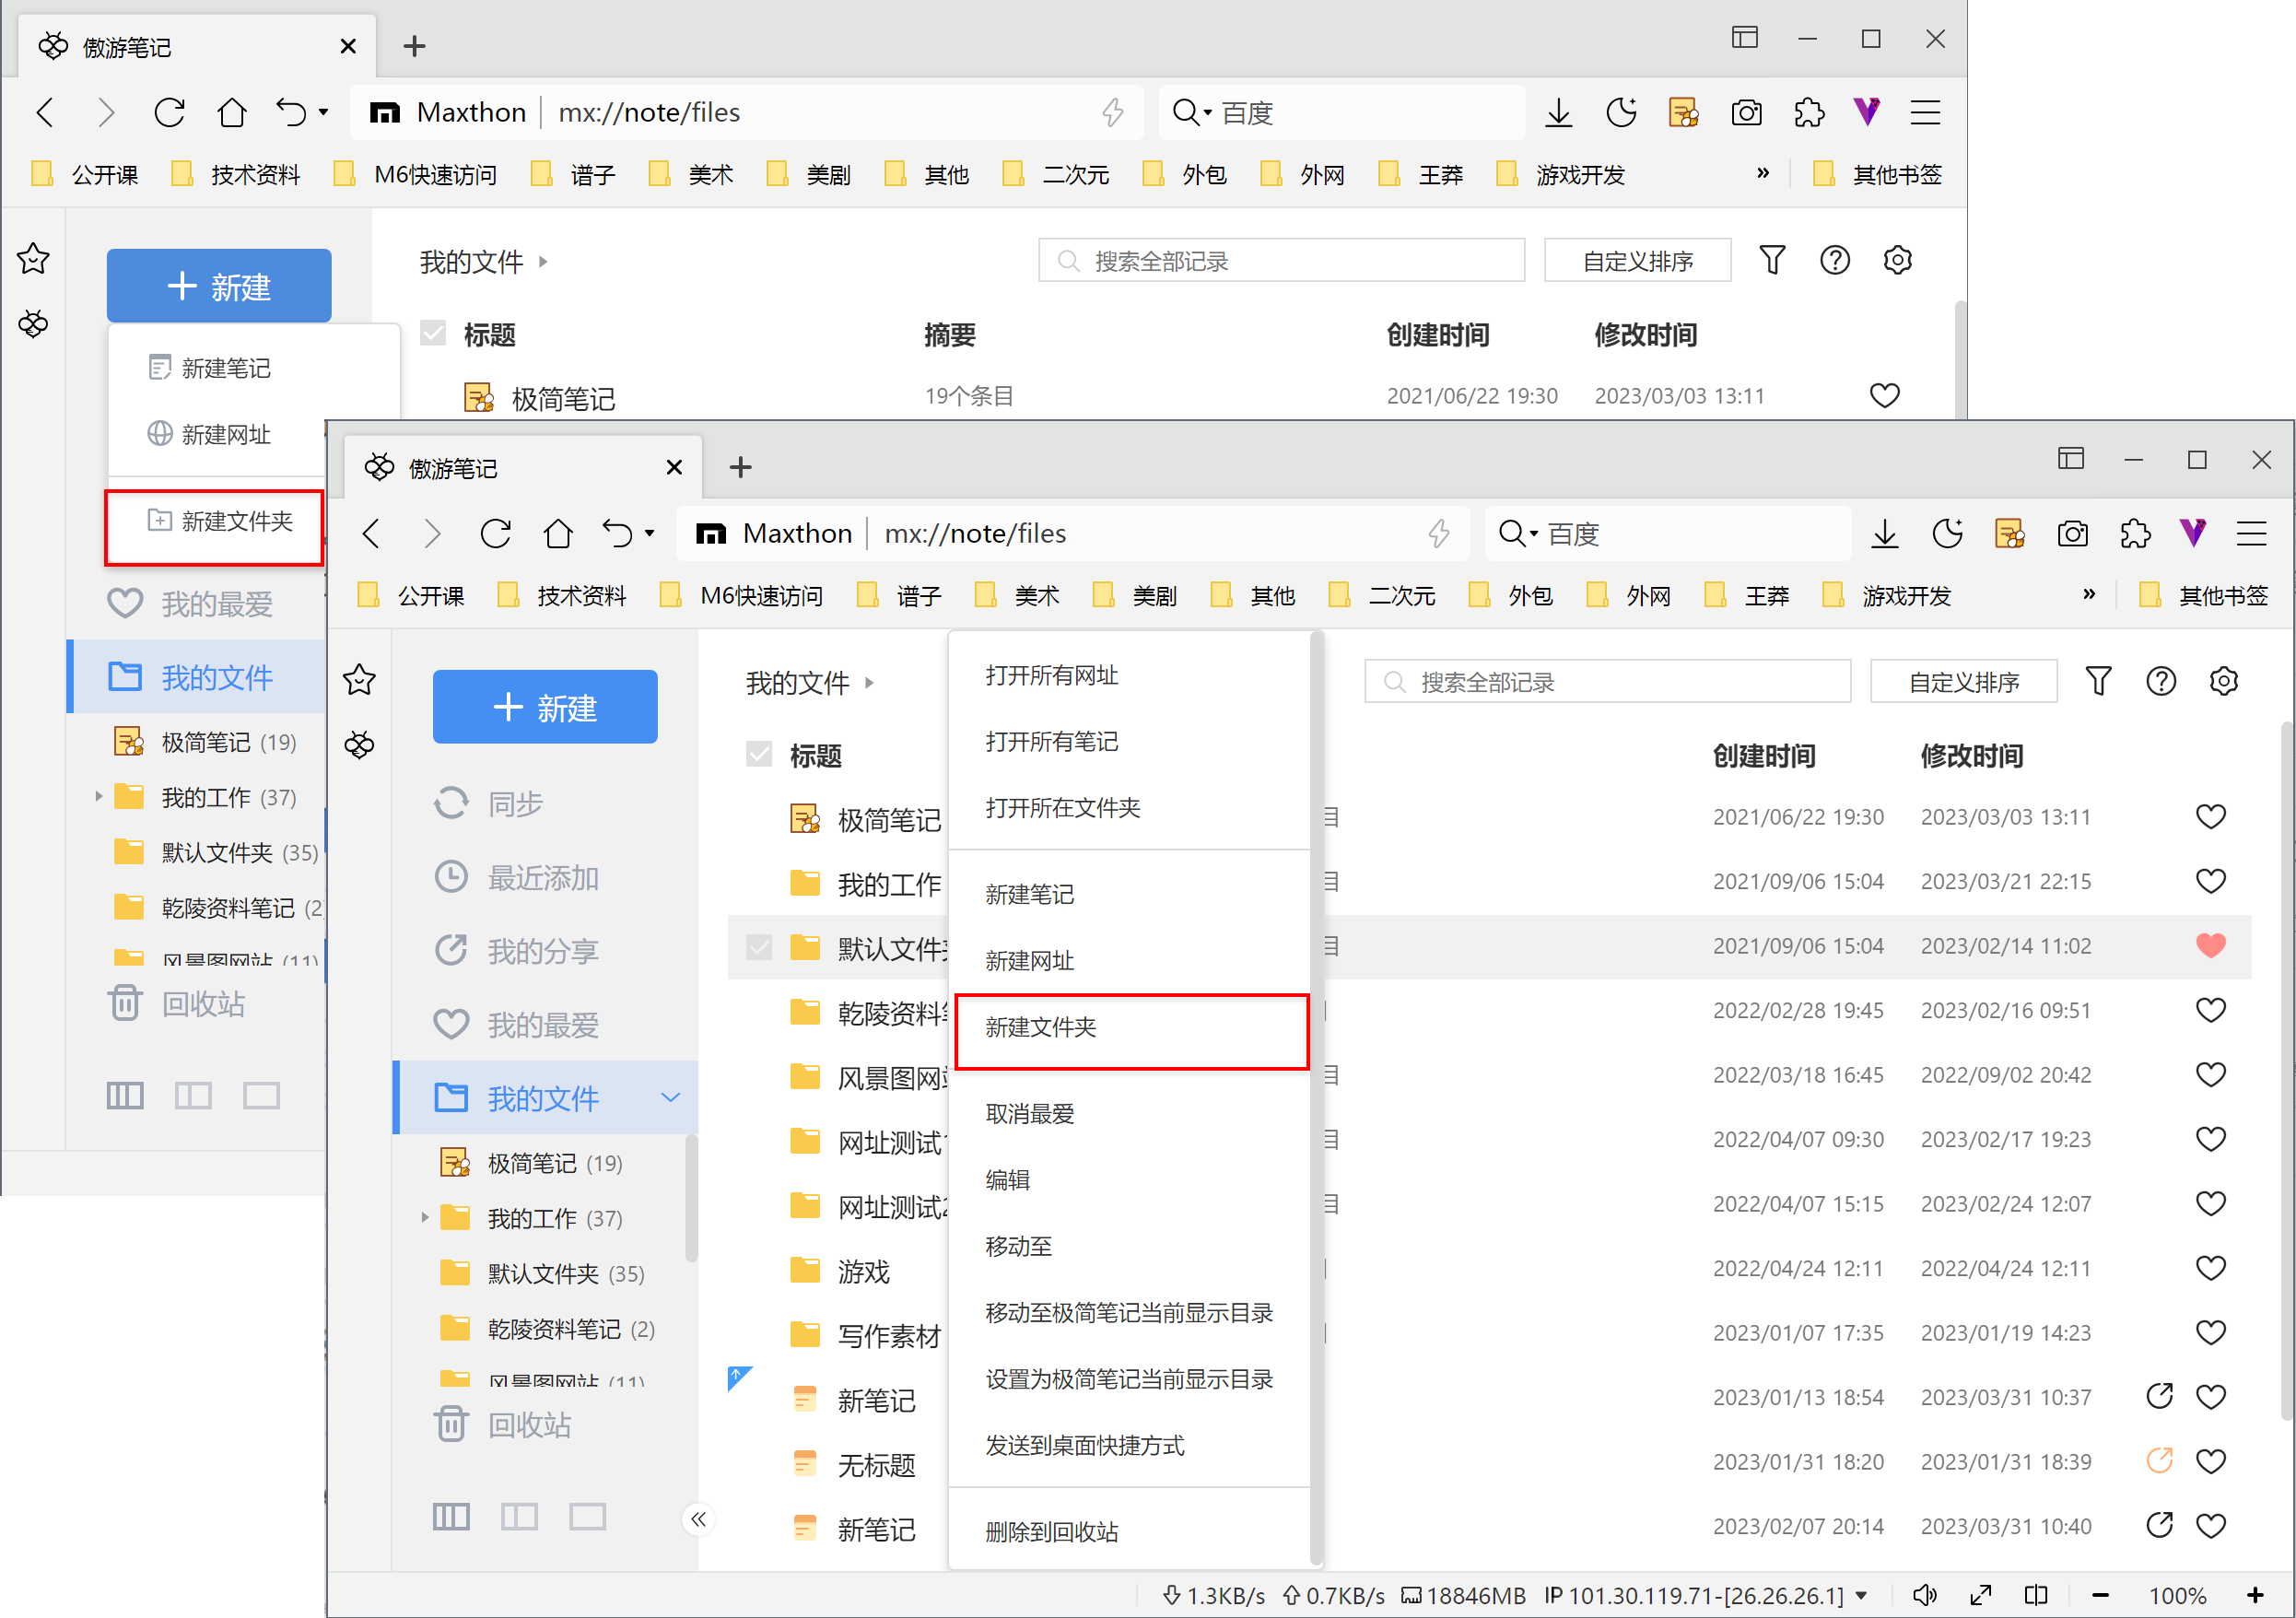 傲游笔记
Maxthon mx://note/files 百度
公开课 技术资料 M6快速访问 谱子 美术 美剧 其他 二次元 外包 外网 王莽 游戏开发 » 其他书签
新建
我的文件 搜索全部记录 自定义排序
标题 摘要 创建时间 修改时间
新建笔记
极简笔记 19个条目 2021/06/22 19:30 2023/03/03 13:11
新建网址
新建文件夹
我的最爱
我的文件
极简笔记 (19)
我的工作 (37)
默认文件夹 (35)
乾陵资料笔记 (2
风景图网站 (11)
回收站
傲游笔记
Maxthon mx://note/files 百度
公开课 技术资料 M6快速访问 谱子 美术 美剧 其他 二次元 外包 外网 王莽 游戏开发 » 其他书签
新建
同步
最近添加
我的分享
我的最爱
我的文件
极简笔记 (19)
我的工作 (37)
默认文件夹 (35)
乾陵资料笔记 (2)
风景图网站 (11)
回收站
我的文件 搜索全部记录 自定义排序
标题 创建时间 修改时间
极简笔记 目 2021/06/22 19:30 2023/03/03 13:11
我的工作 目 2021/09/06 15:04 2023/03/21 22:15
默认文件夹 目 2021/09/06 15:04 2023/02/14 11:02
乾陵资料笔 2022/02/28 19:45 2023/02/16 09:51
风景图网站 目 2022/03/18 16:45 2022/09/02 20:42
网址测试1 目 2022/04/07 09:30 2023/02/17 19:23
网址测试2 目 2022/04/07 15:15 2023/02/24 12:07
游戏 2022/04/24 12:11 2022/04/24 12:11
写作素材 2023/01/07 17:35 2023/01/19 14:23
新笔记 2023/01/13 18:54 2023/03/31 10:37
无标题 2023/01/31 18:20 2023/01/31 18:39
新笔记 2023/02/07 20:14 2023/03/31 10:40
打开所有网址
打开所有笔记
打开所在文件夹
新建笔记
新建网址
新建文件夹
取消最爱
编辑
移动至
移动至极简笔记当前显示目录
设置为极简笔记当前显示目录
发送到桌面快捷方式
删除到回收站
1.3KB/s 0.7KB/s 18846MB IP 101.30.119.71-[26.26.26.1] 100%